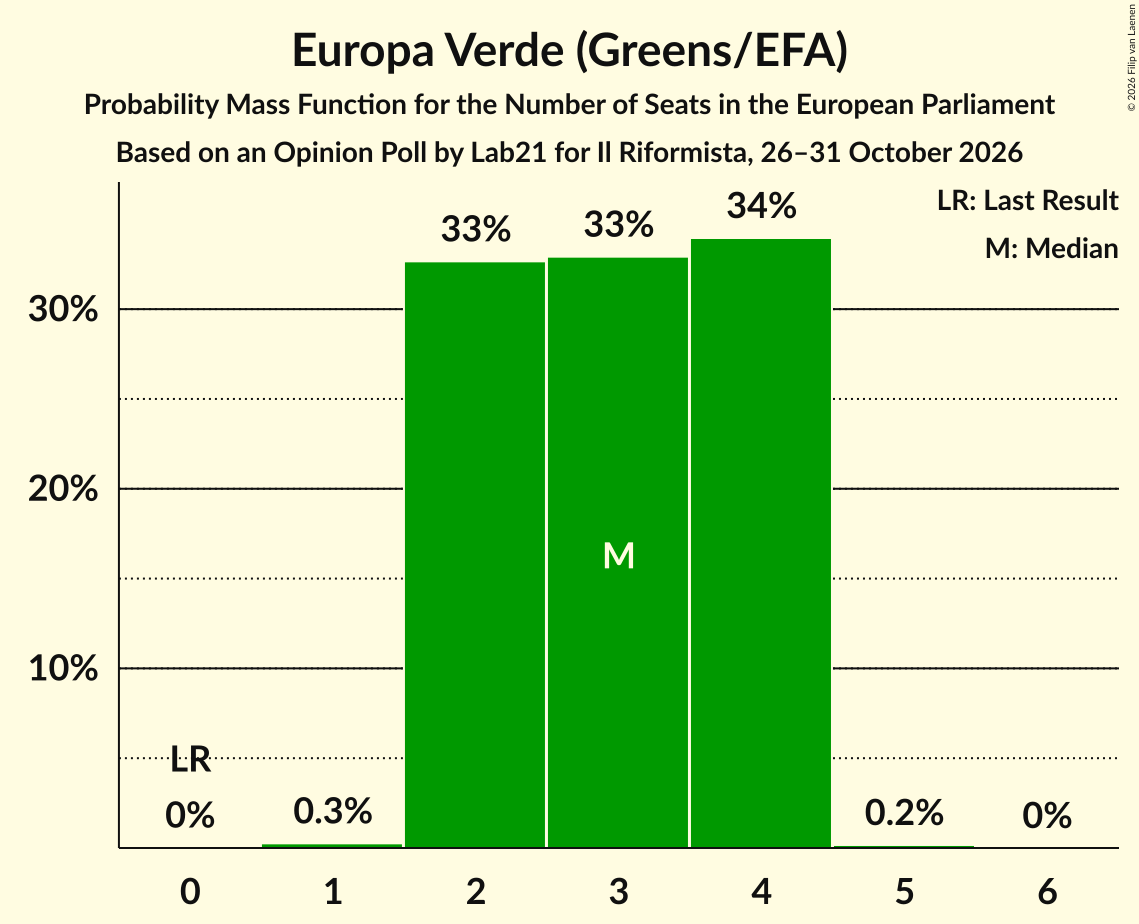 Europa Verde (Greens/EFA)
Probability Mass Function for the Number of Seats in the European Parliament
Based on an Opinion Poll by Lab21 for Il Riformista, 26–31 October 2026
© 2026 Filip van Laenen
LR: Last Result
M: Median
33%
33%
34%
30%
20%
M
10%
LR
0%
0.3%
0.2%
0%
0
1
2
3
4
5
6